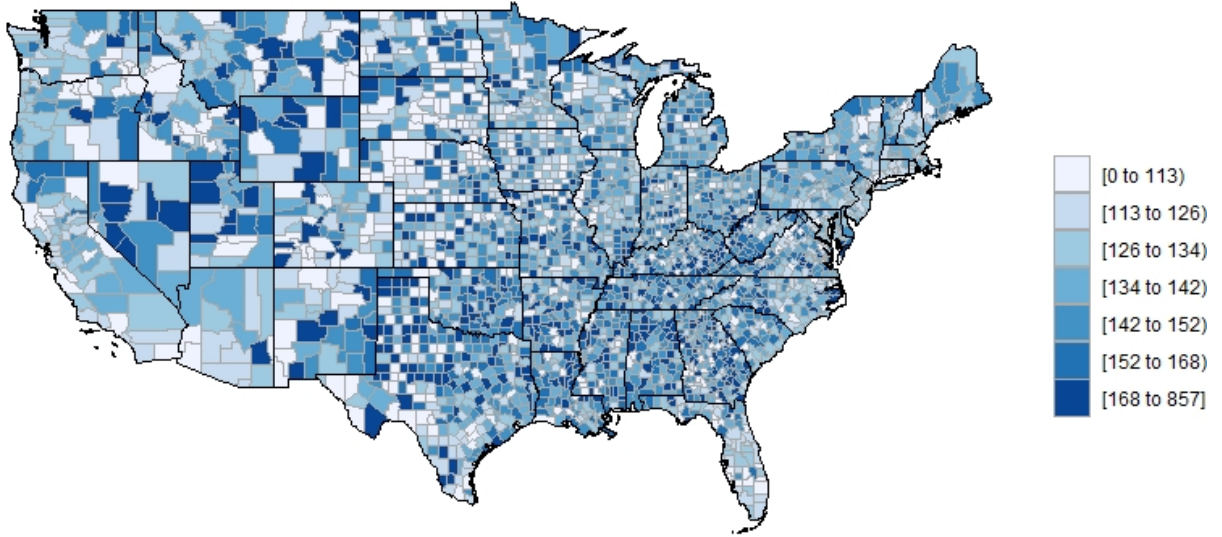 [0 to 113)
[113 to 126)
[126 to 134)
[134 to 142)
[142 to 152)
[152 to 168)
[168 to 857]